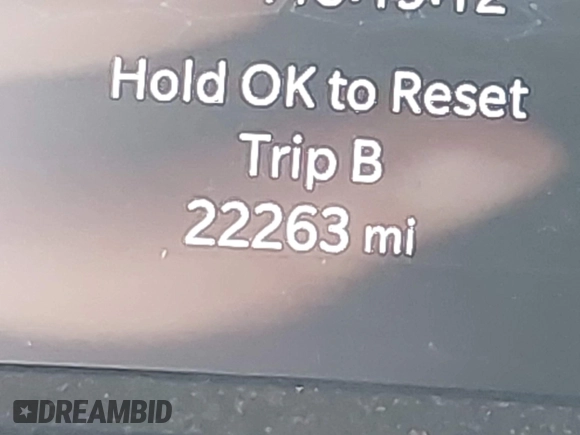 Hold OK to Reset
Trip B
22263 mi
DREAMBID